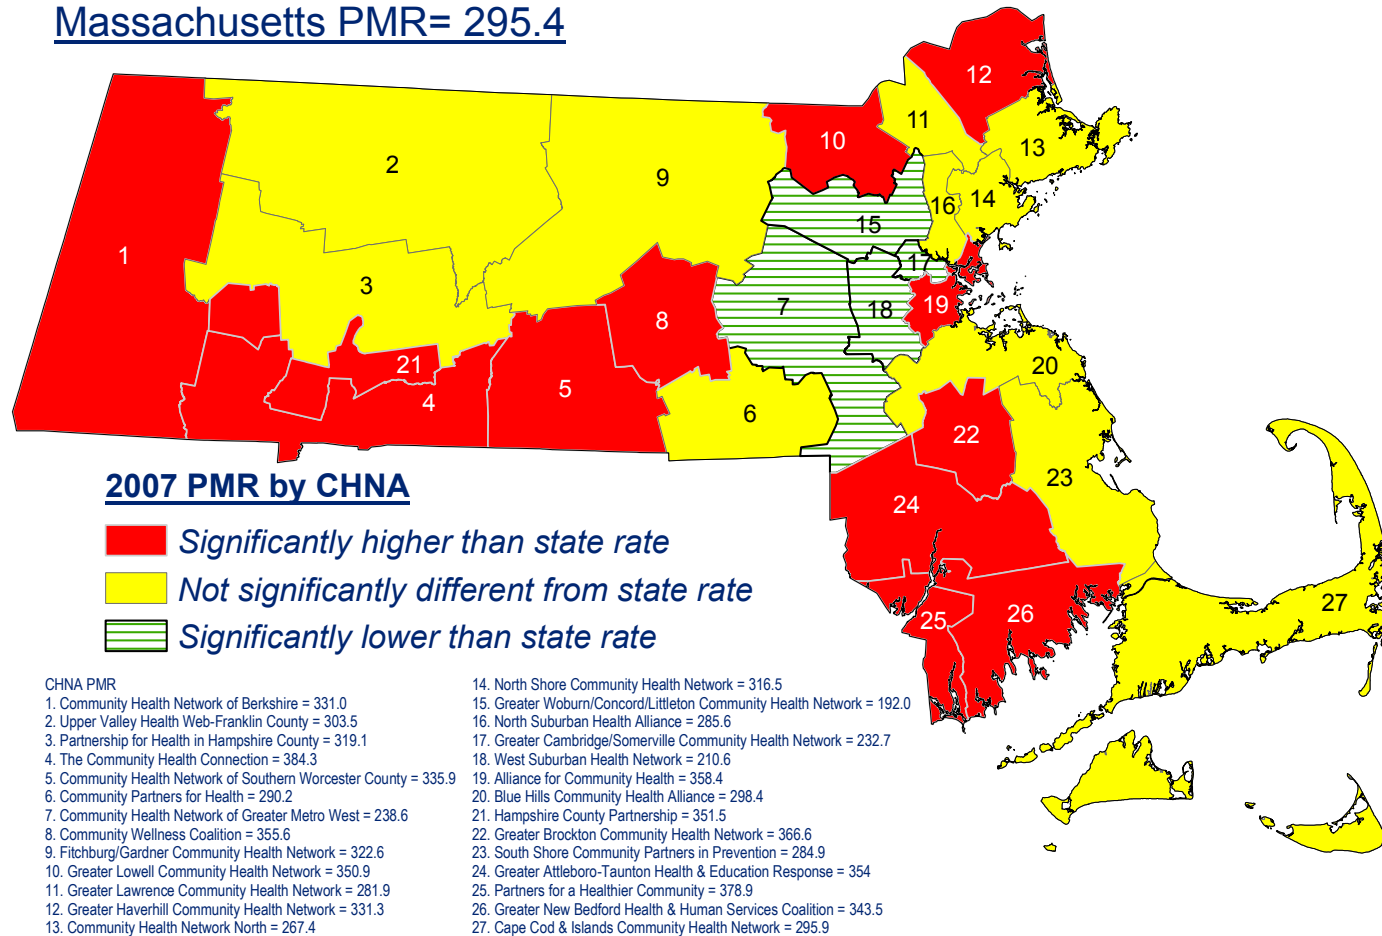 Massachusetts PMR= 295.4
12
11
10
13
2
9
14
16
15
1
17
3
7
18
19
8
20
21
5
4
6
22
23
24
27
26
25
2007 PMR by CHNA
Significantly higher than state rate
Not significantly different from state rate
Significantly lower than state rate
CHNA PMR
1. Community Health Network of Berkshire = 331.0
2. Upper Valley Health Web-Franklin County = 303.5
3. Partnership for Health in Hampshire County = 319.1
4. The Community Health Connection = 384.3
5. Community Health Network of Southern Worcester County = 335.9
6. Community Partners for Health = 290.2
7. Community Health Network of Greater Metro West = 238.6
8. Community Wellness Coalition = 355.6
9. Fitchburg/Gardner Community Health Network = 322.6
10. Greater Lowell Community Health Network = 350.9
11. Greater Lawrence Community Health Network = 281.9
12. Greater Haverhill Community Health Network = 331.3
13. Community Health Network North = 267.4
14. North Shore Community Health Network = 316.5
15. Greater Woburn/Concord/Littleton Community Health Network = 192.0
16. North Suburban Health Alliance = 285.6
17. Greater Cambridge/Somerville Community Health Network = 232.7
18. West Suburban Health Network = 210.6
19. Alliance for Community Health = 358.4
20. Blue Hills Community Health Alliance = 298.4
21. Hampshire County Partnership = 351.5
22. Greater Brockton Community Health Network = 366.6
23. South Shore Community Partners in Prevention = 284.9
24. Greater Attleboro-Taunton Health & Education Response = 354
25. Partners for a Healthier Community = 378.9
26. Greater New Bedford Health & Human Services Coalition = 343.5
27. Cape Cod & Islands Community Health Network = 295.9